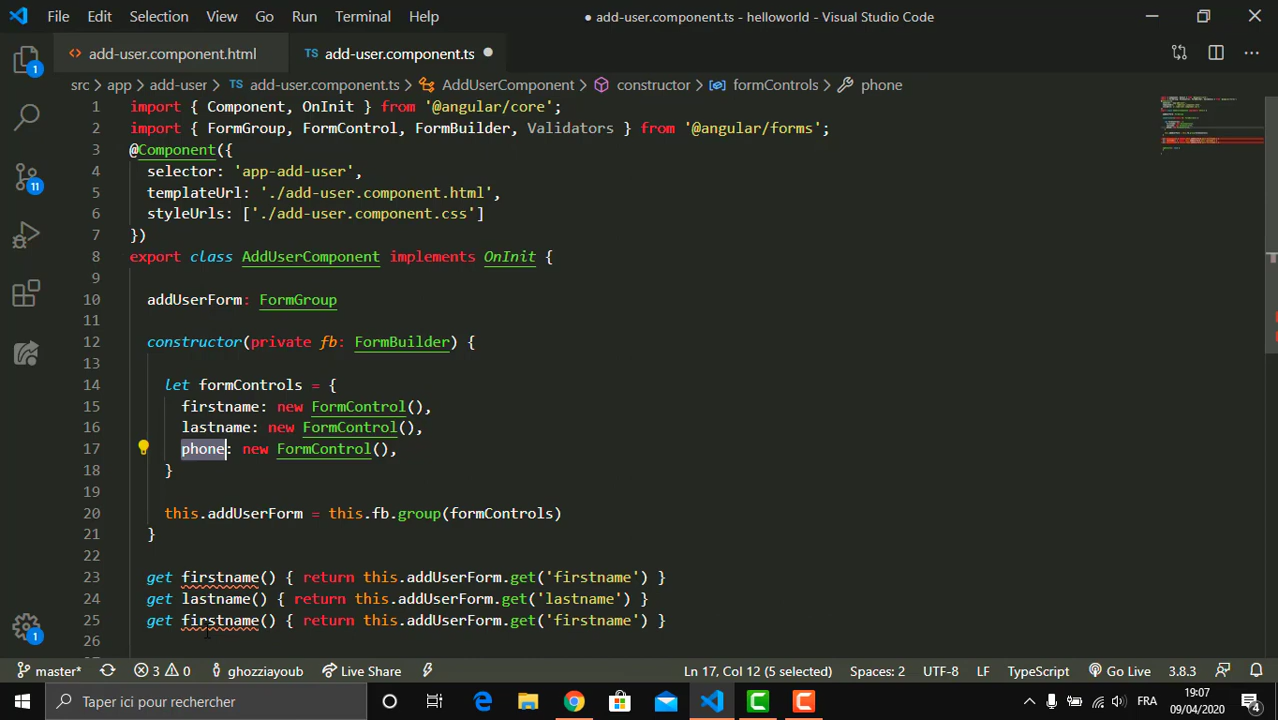 File Edit Selection View Go Run Terminal Help
● add-user.component.ts - helloworld - Visual Studio Code
<> add-user.component.html
TS add-user.component.ts ●
src > app > add-user > TS add-user.component.ts > AddUserComponent > constructor > formControls > phone
1 import { Component, OnInit } from '@angular/core';
2 import { FormGroup, FormControl, FormBuilder, Validators } from '@angular/forms';
3 @Component({
4 selector: 'app-add-user',
5 templateUrl: './add-user.component.html',
6 styleUrls: ['./add-user.component.css']
7 })
8 export class AddUserComponent implements OnInit {
9
10 addUserForm: FormGroup
11
12 constructor(private fb: FormBuilder) {
13
14 let formControls = {
15 firstname: new FormControl(),
16 lastname: new FormControl(),
17 phone: new FormControl(),
18 }
19
20 this.addUserForm = this.fb.group(formControls)
21 }
22
23 get firstname() { return this.addUserForm.get('firstname') }
24 get lastname() { return this.addUserForm.get('lastname') }
25 get firstname() { return this.addUserForm.get('firstname') }
26
1
11
1
master* 3 0 ghozziayoub Live Share
Ln 17, Col 12 (5 selected) Spaces: 2 UTF-8 LF TypeScript Go Live 3.8.3
Taper ici pour rechercher
FRA
19:07
09/04/2020
4